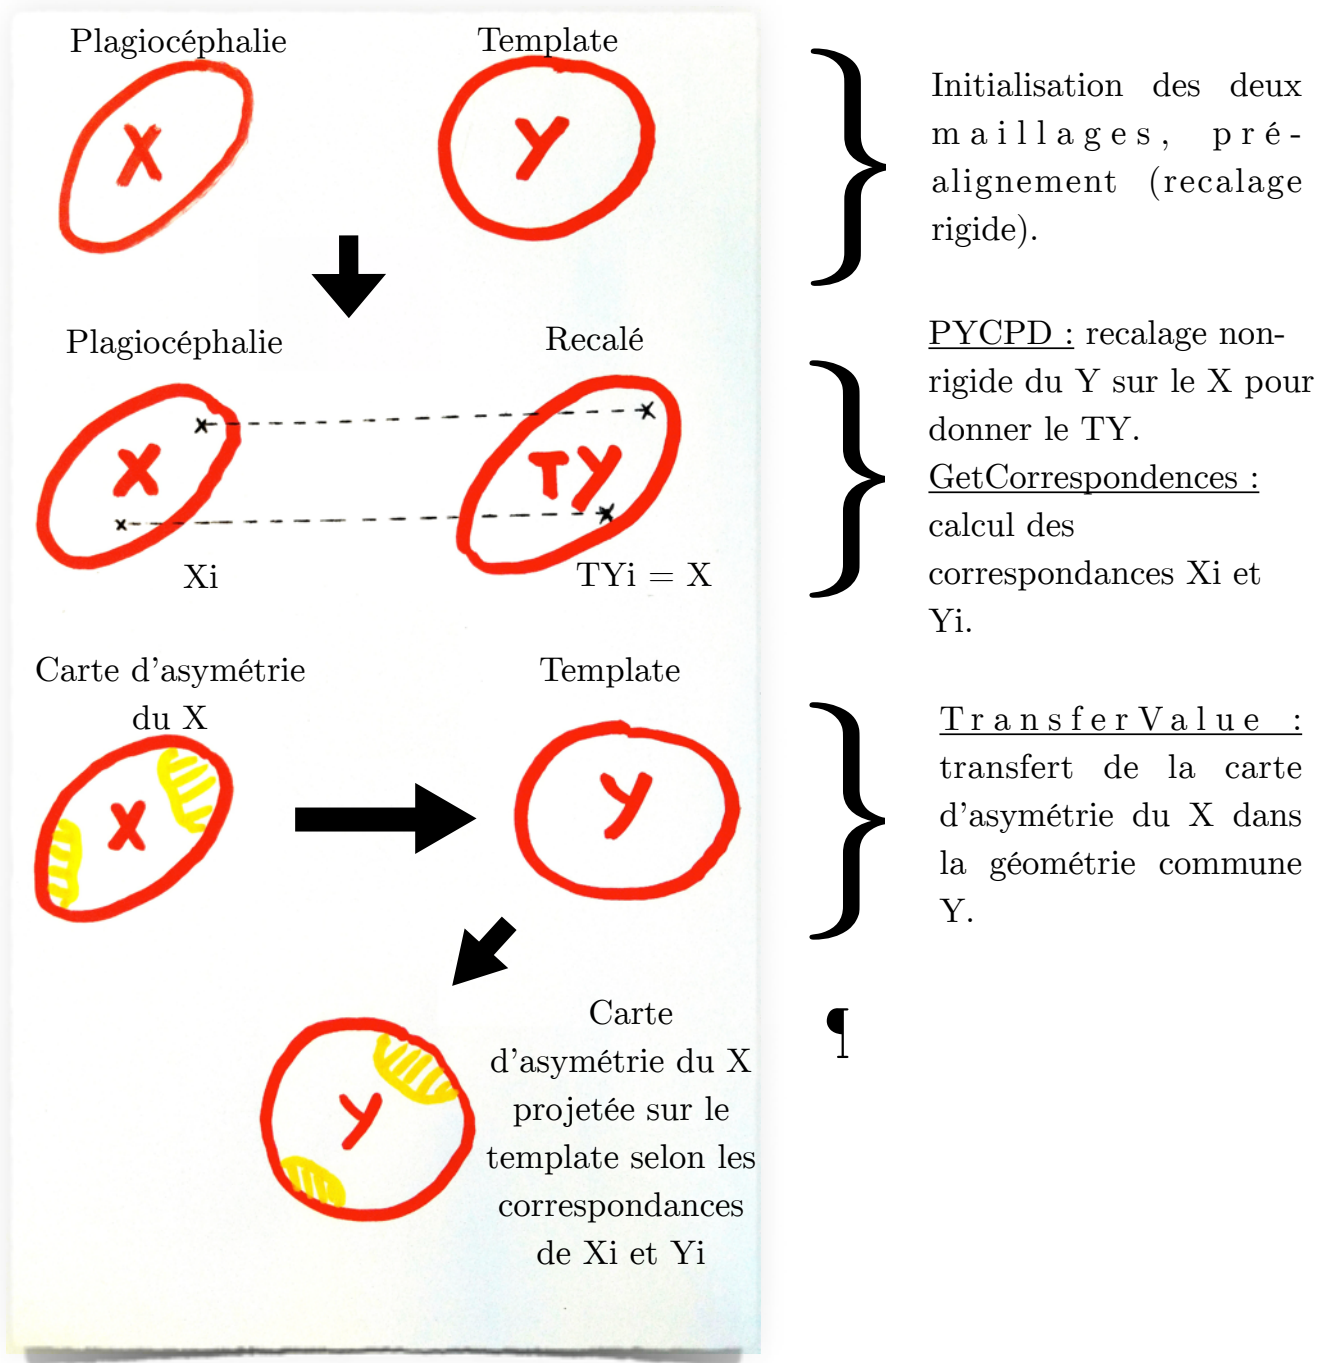 Plagiocéphalie
Template
X
Y
Initialisation des deux
maillages, pré-
alignement (recalage
rigide).
Plagiocéphalie
Recalé
X
TY
Xi
TYi = X
PYCPD : recalage non-
rigide du Y sur le X pour
donner le TY.
GetCorrespondences :
calcul des
correspondances Xi et
Yi.
Carte d'asymétrie
du X
Template
X
Y
TransferValue :
transfert de la carte
d'asymétrie du X dans
la géométrie commune
Y.
Y
Carte
d'asymétrie du X
projetée sur le
template selon les
correspondances
de Xi et Yi
¶